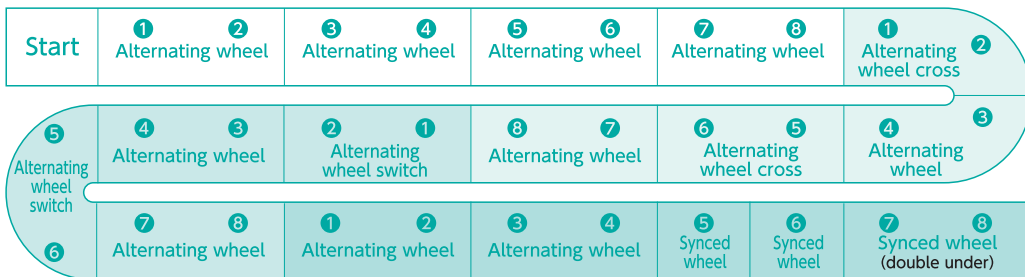 Start
1 2
Alternating wheel
3 4
Alternating wheel
5 6
Alternating wheel
7 8
Alternating wheel
1 2
Alternating
wheel cross
3
4
Alternating
wheel
6 5
Alternating
wheel cross
8 7
Alternating wheel
2 1
Alternating
wheel switch
4 3
Alternating wheel
5
Alternating
wheel
switch
6
7 8
Alternating wheel
1 2
Alternating wheel
3 4
Alternating wheel
5
Synced
wheel
6
Synced
wheel
7 8
Synced wheel
(double under)